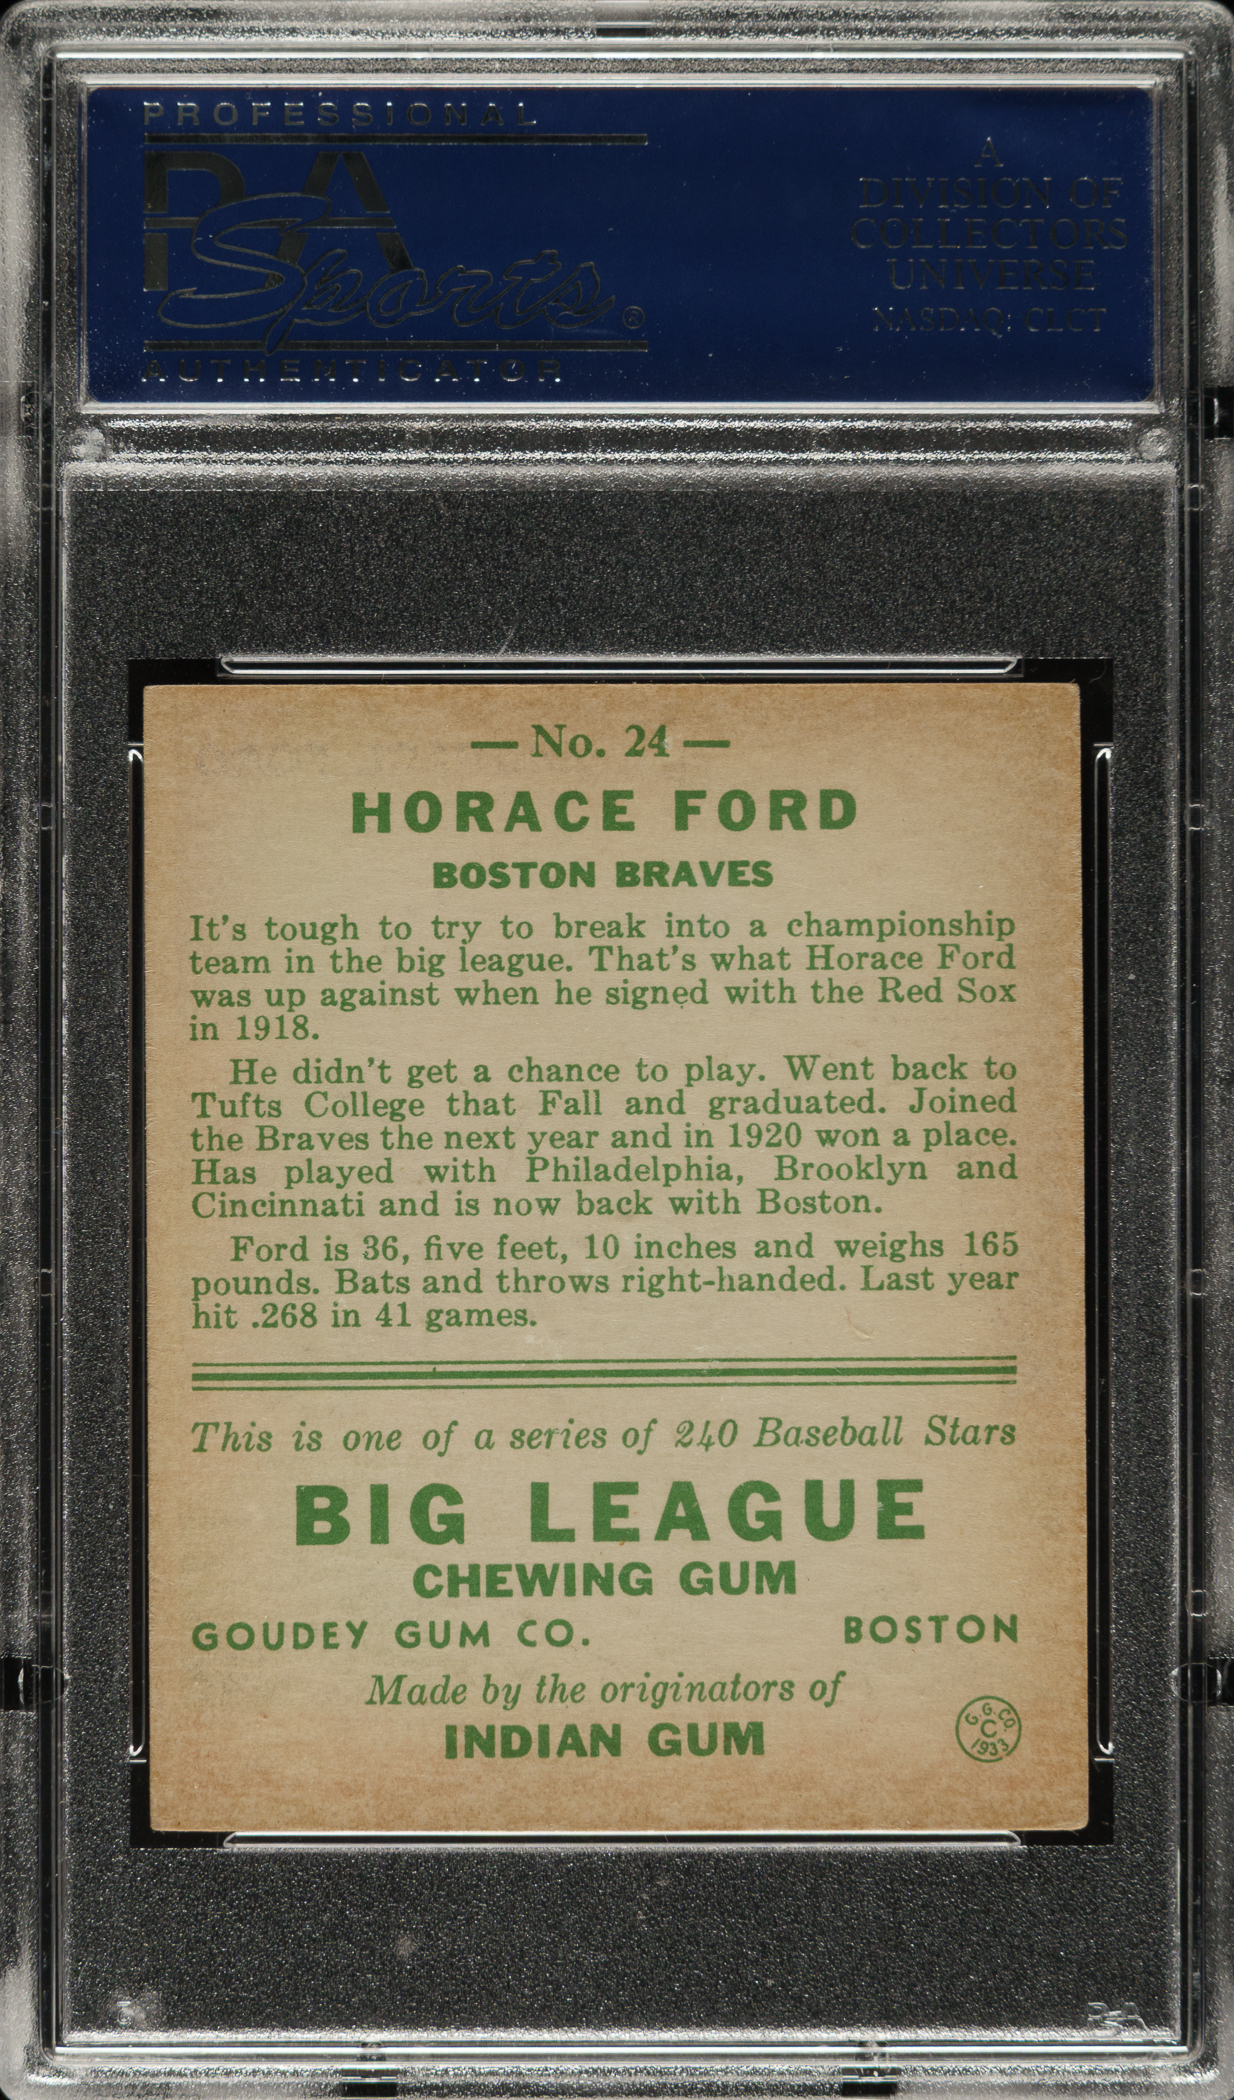 PROFESSIONAL
PSA
Sports®
AUTHENTICATOR
A
DIVISION OF
COLLECTORS
UNIVERSE
NASDAQ: CLCT
— No. 24 —
HORACE FORD
BOSTON BRAVES
It's tough to try to break into a championship
team in the big league. That's what Horace Ford
was up against when he signed with the Red Sox
in 1918.
He didn't get a chance to play. Went back to
Tufts College that Fall and graduated. Joined
the Braves the next year and in 1920 won a place.
Has played with Philadelphia, Brooklyn and
Cincinnati and is now back with Boston.
Ford is 36, five feet, 10 inches and weighs 165
pounds. Bats and throws right-handed. Last year
hit .268 in 41 games.
This is one of a series of 240 Baseball Stars
BIG LEAGUE
CHEWING GUM
GOUDEY GUM CO. BOSTON
Made by the originators of
INDIAN GUM
G. G. CO.
C
1933
PSA